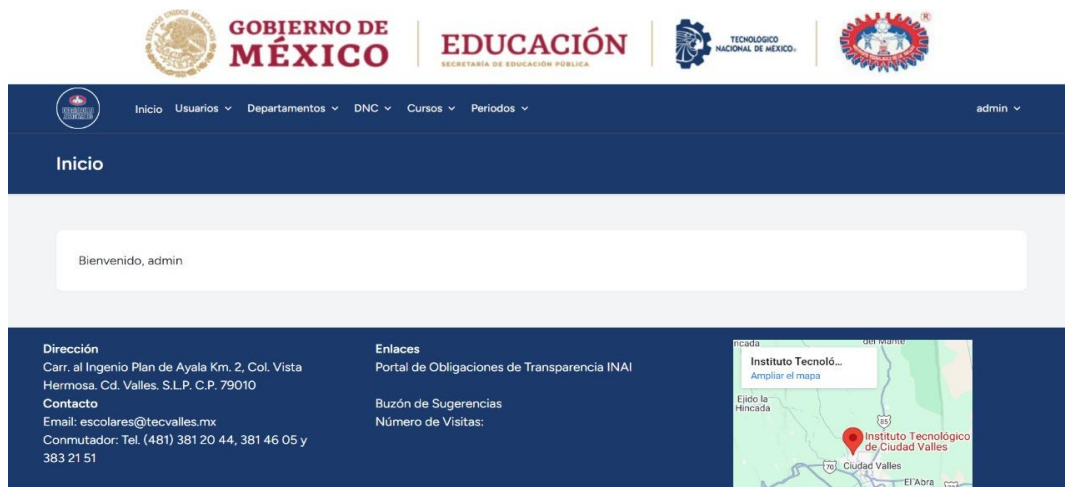 GOBIERNO DE
MÉXICO
EDUCACIÓN
SECRETARÍA DE EDUCACIÓN PÚBLICA
TECNOLÓGICO
NACIONAL DE MÉXICO
®
Inicio Usuarios Departamentos DNC Cursos Periodos admin
Inicio
Bienvenido, admin
Dirección
Carr. al Ingenio Plan de Ayala Km. 2, Col. Vista
Hermosa. Cd. Valles. S.L.P. C.P. 79010
Contacto
Email: escolares@tecvalles.mx
Conmutador: Tel. (481) 381 20 44, 381 46 05 y
383 21 51
Enlaces
Portal de Obligaciones de Transparencia INAI
Buzón de Sugerencias
Número de Visitas:
del Mante
Instituto Tecnoló...
Ampliar el mapa
Ejido la
Hincada
85
Instituto Tecnológico
de Ciudad Valles
70
Ciudad Valles
El Abra